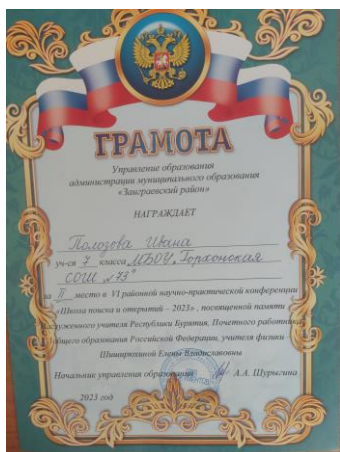 ГРАМОТА
Управление образования
администрации муниципального образования
«Заиграевский район»
НАГРАЖДАЕТ
Полозова Ивана
уч-ся 7 класса МБОУ „Горхонская
СОШ №73"
за II место в VI районной научно-практической конференции
«Школа поиска и открытий – 2023», посвященной памяти
Заслуженного учителя Республики Бурятия, Почетного работника
общего образования Российской Федерации, учителя физики
Елены Владиславовны
Начальник управления образования А.А. Шурыгина
2023 год